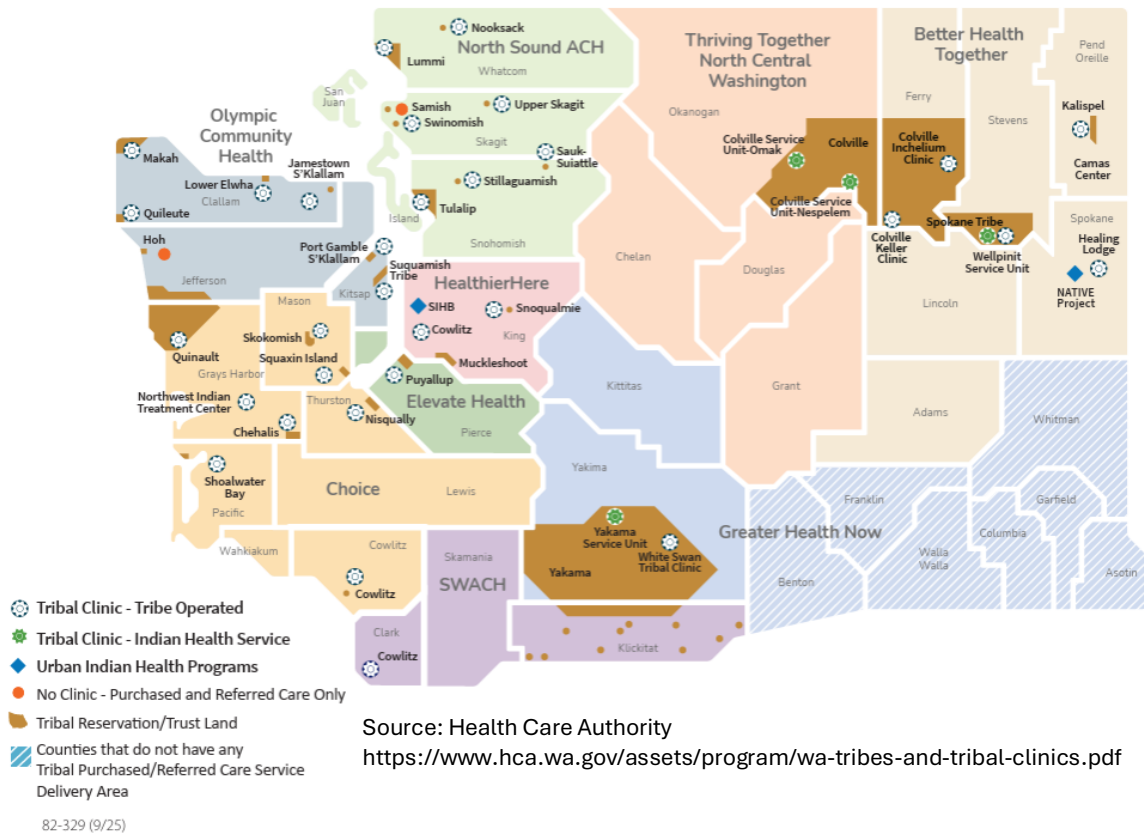 Nooksack
North Sound ACH
Lummi
Whatcom
San
Juan
Samish
Upper Skagit
Swinomish
Skagit
Sauk-
Suiattle
Stillaguamish
Island
Tulalip
Snohomish
Olympic
Community
Health
Makah
Jamestown
S'Klallam
Lower Elwha
Clallam
Quileute
Hoh
Port Gamble
S'Klallam
Suquamish
Tribe
Jefferson
Kitsap
HealthierHere
SIHB
Snoqualmie
Cowlitz
King
Muckleshoot
Mason
Skokomish
Squaxin Island
Quinault
Grays Harbor
Puyallup
Elevate Health
Northwest Indian
Treatment Center
Thurston
Nisqually
Chehalis
Pierce
Shoalwater
Bay
Pacific
Choice
Lewis
Wahkiakum
Cowlitz
Cowlitz
Skamania
SWACH
Clark
Cowlitz
Klickitat
Thriving Together
North Central
Washington
Okanogan
Colville Service
Unit-Omak
Colville
Colville Service
Unit-Nespelem
Chelan
Douglas
Grant
Kittitas
Yakima
Yakama
Service Unit
White Swan
Tribal Clinic
Yakama
Greater Health Now
Better Health
Together
Pend
Oreille
Ferry
Stevens
Kalispel
Camas
Center
Colville
Inchelium
Clinic
Colville
Keller
Clinic
Spokane Tribe
Wellpinit
Service Unit
Spokane
Healing
Lodge
NATIVE
Project
Lincoln
Adams
Whitman
Franklin
Garfield
Columbia
Walla
Walla
Benton
Asotin
Tribal Clinic - Tribe Operated
Tribal Clinic - Indian Health Service
Urban Indian Health Programs
No Clinic - Purchased and Referred Care Only
Tribal Reservation/Trust Land
Counties that do not have any
Tribal Purchased/Referred Care Service
Delivery Area
82-329 (9/25)
Source: Health Care Authority
https://www.hca.wa.gov/assets/program/wa-tribes-and-tribal-clinics.pdf